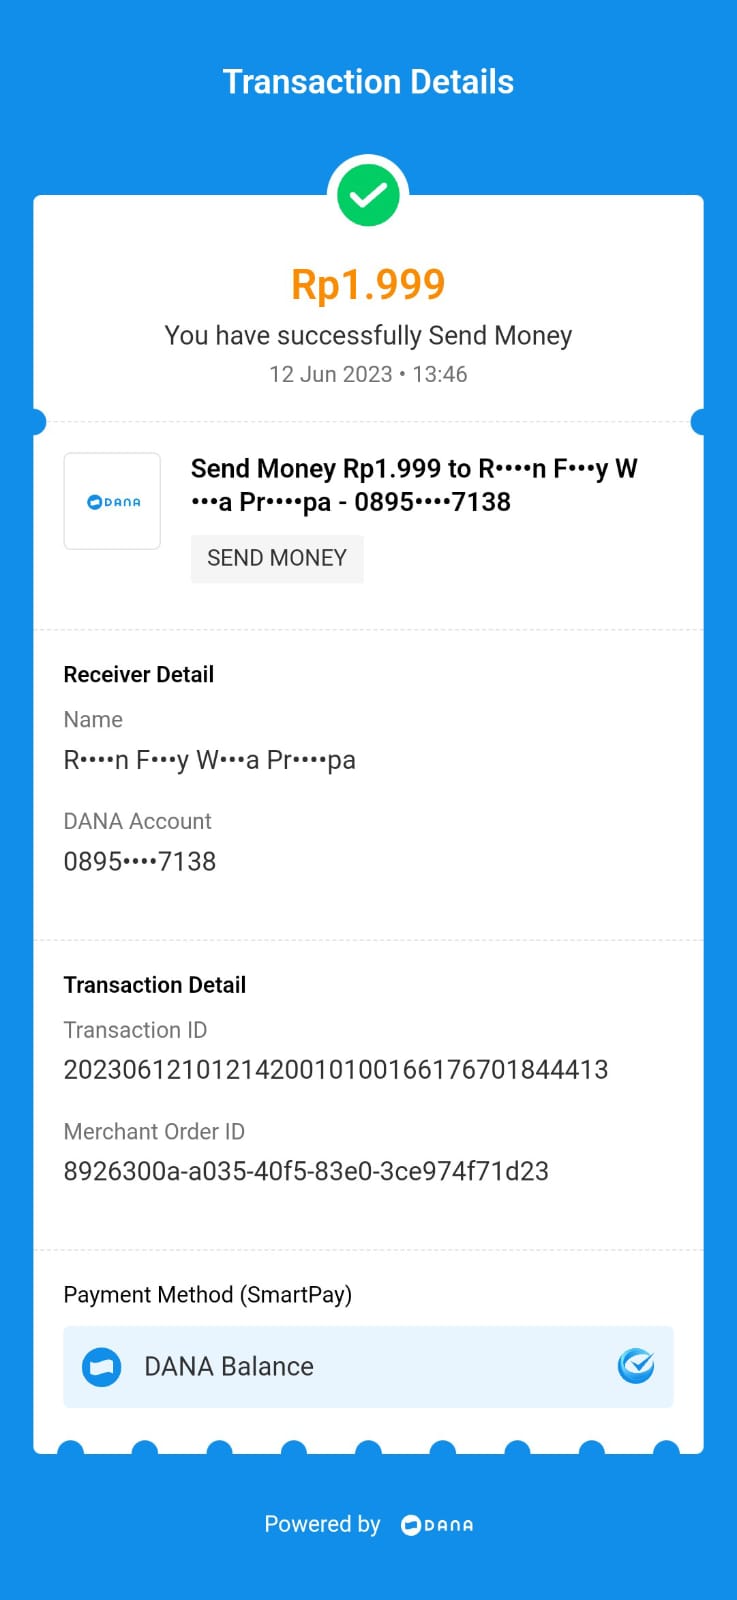 Transaction Details
Rp1.999
You have successfully Send Money
12 Jun 2023 • 13:46
DANA
Send Money Rp1.999 to R••••n F•••y W
•••a Pr••••pa - 0895••••7138
SEND MONEY
Receiver Detail
Name
R••••n F•••y W•••a Pr••••pa
DANA Account
0895••••7138
Transaction Detail
Transaction ID
2023061210121420010100166176701844413
Merchant Order ID
8926300a-a035-40f5-83e0-3ce974f71d23
Payment Method (SmartPay)
DANA Balance
Powered by DANA